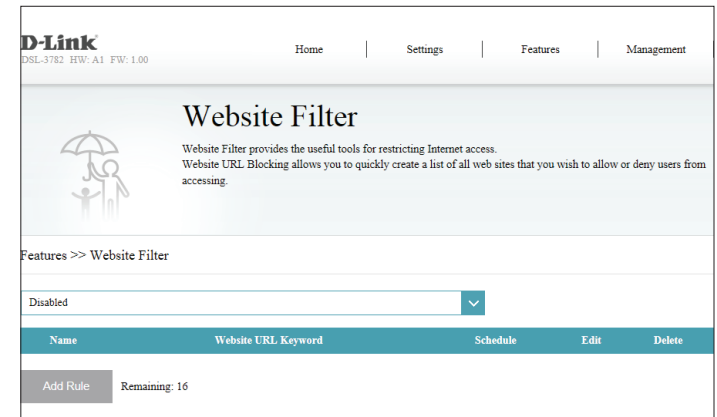 D-Link
DSL-3782 HW: A1 FW: 1.00
Home
Settings
Features
Management
Website Filter
Website Filter provides the useful tools for restricting Internet access.
Website URL Blocking allows you to quickly create a list of all web sites that you wish to allow or deny users from
accessing.
Features >> Website Filter
Disabled
Name Website URL Keyword Schedule Edit Delete
Add Rule Remaining: 16